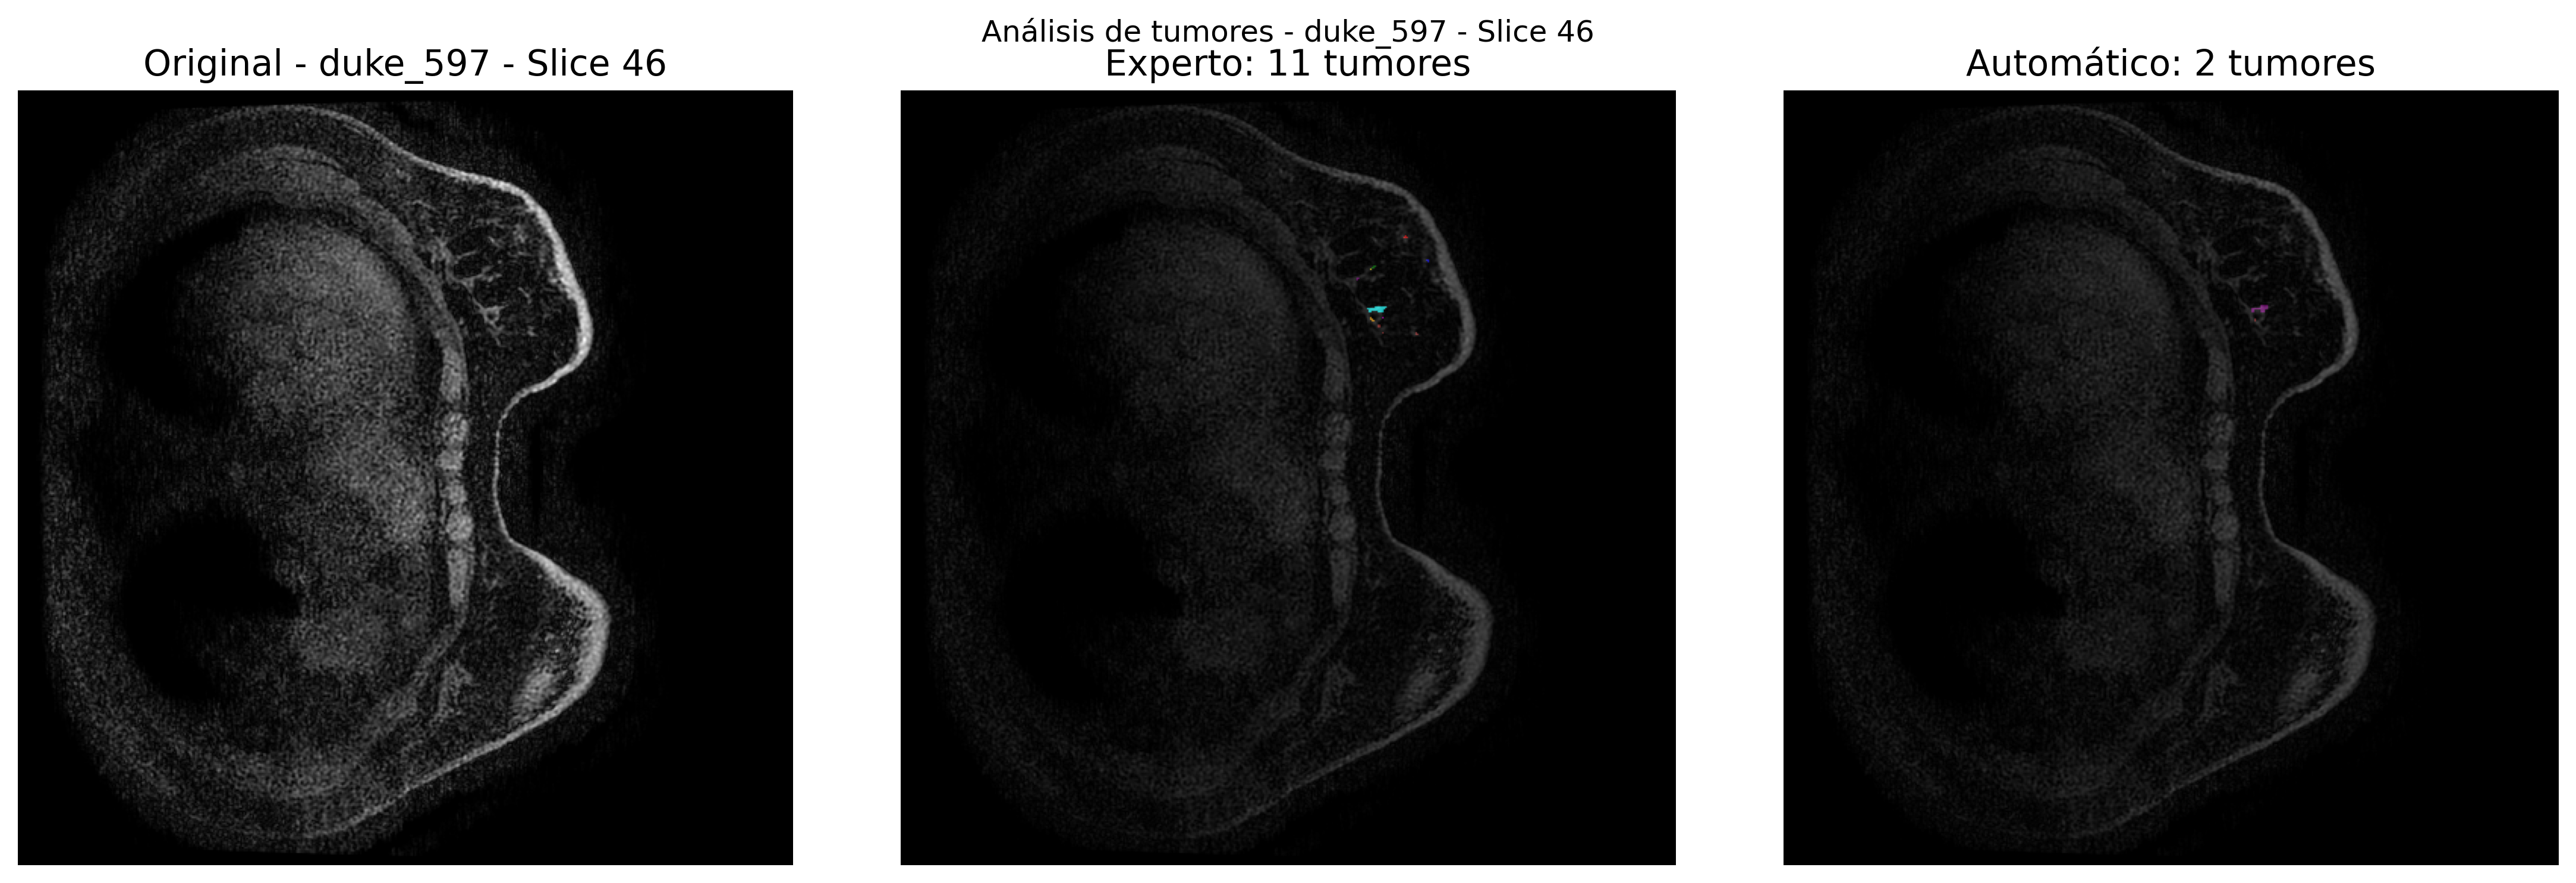 Análisis de tumores - duke_597 - Slice 46
Original - duke_597 - Slice 46
Experto: 11 tumores
Automático: 2 tumores